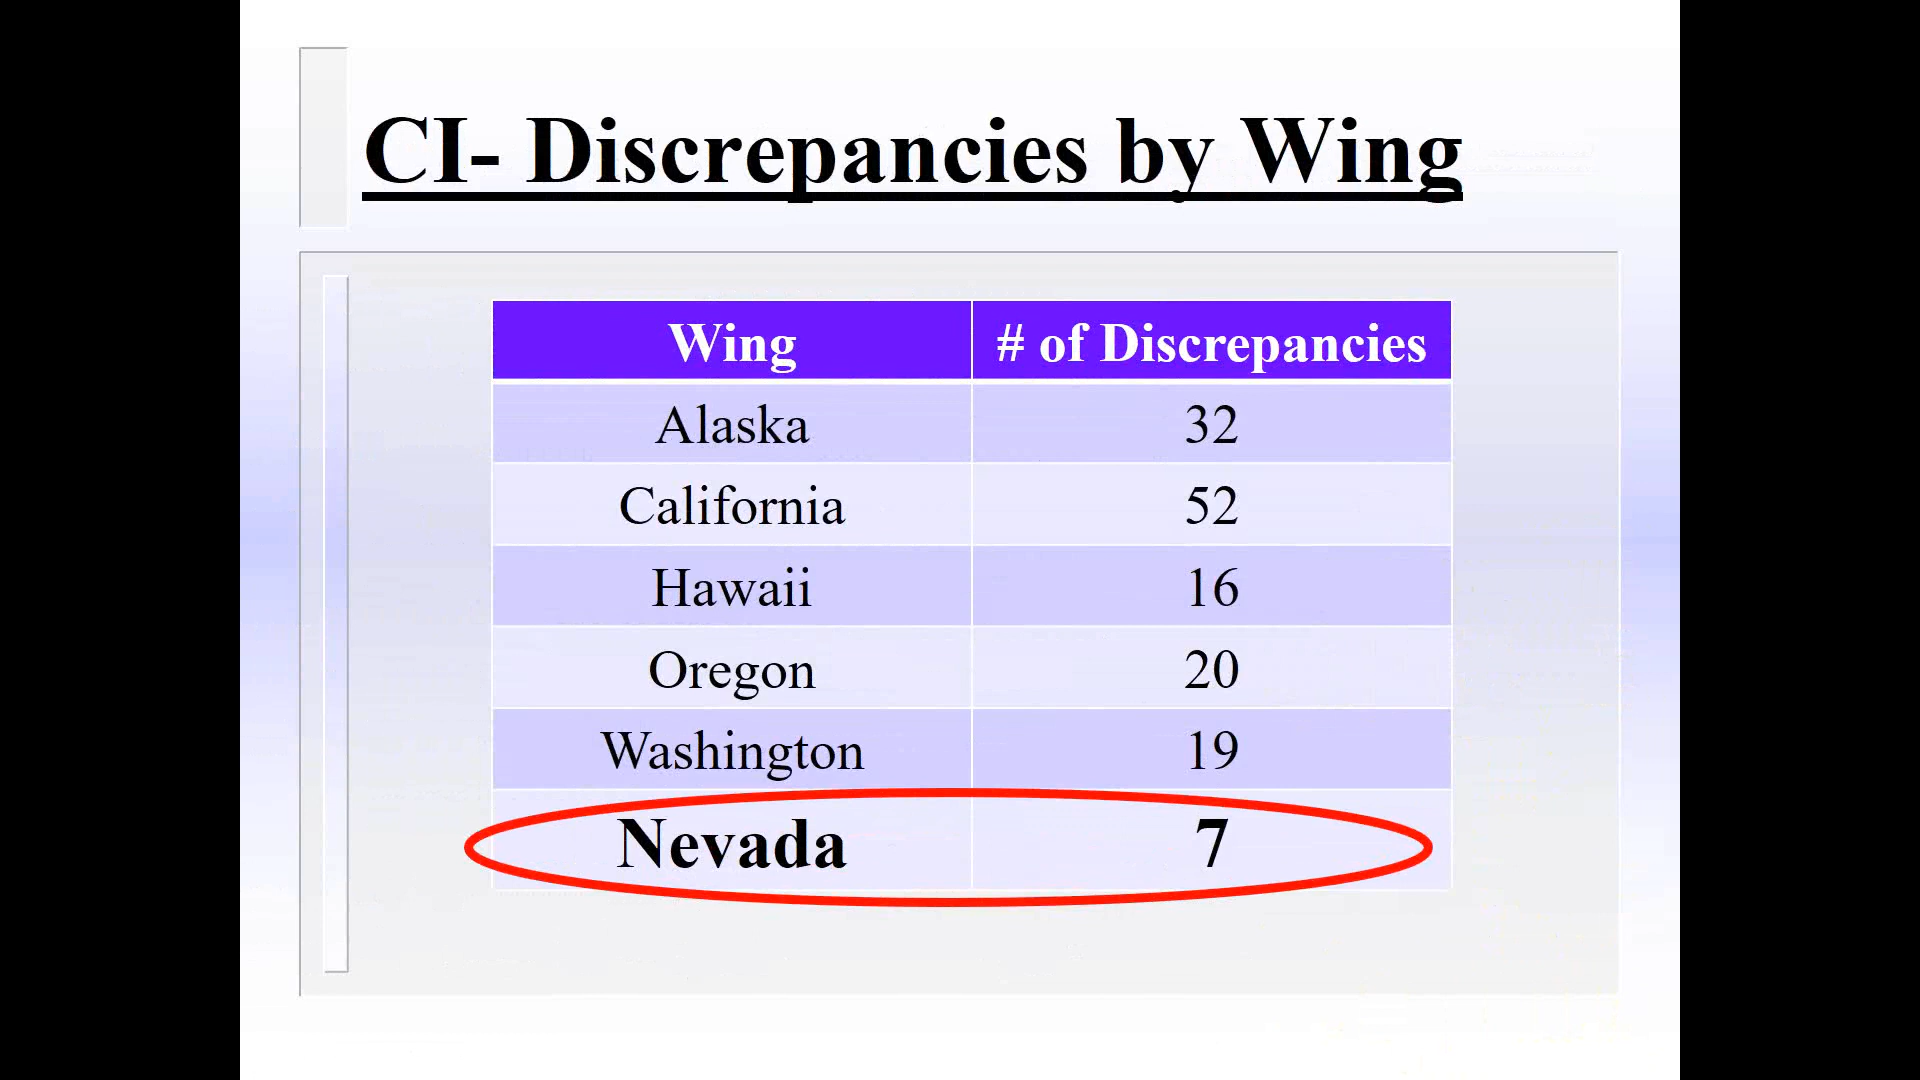 CI- Discrepancies by Wing
Wing # of Discrepancies
Alaska 32
California 52
Hawaii 16
Oregon 20
Washington 19
Nevada 7